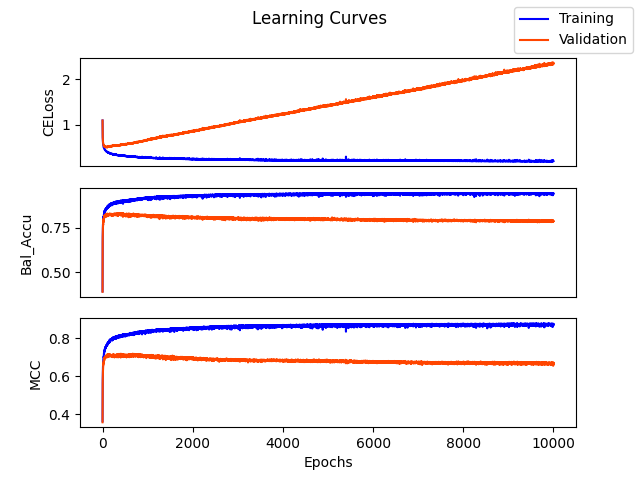 Learning Curves
Training
Validation
CELoss
2
1
Bal_Accu
0.75
0.50
MCC
0.8
0.6
0.4
0 2000 4000 6000 8000 10000
Epochs